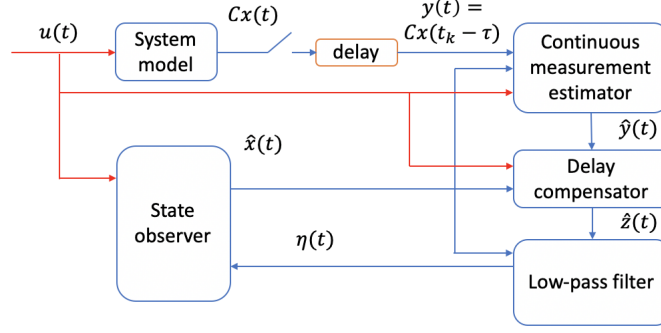 u(t)
System
model
Cx(t)
delay
y(t) =
Cx(t_k − τ)
Continuous
measurement
estimator
ŷ(t)
x̂(t)
Delay
compensator
ẑ(t)
State
observer
η(t)
Low-pass filter